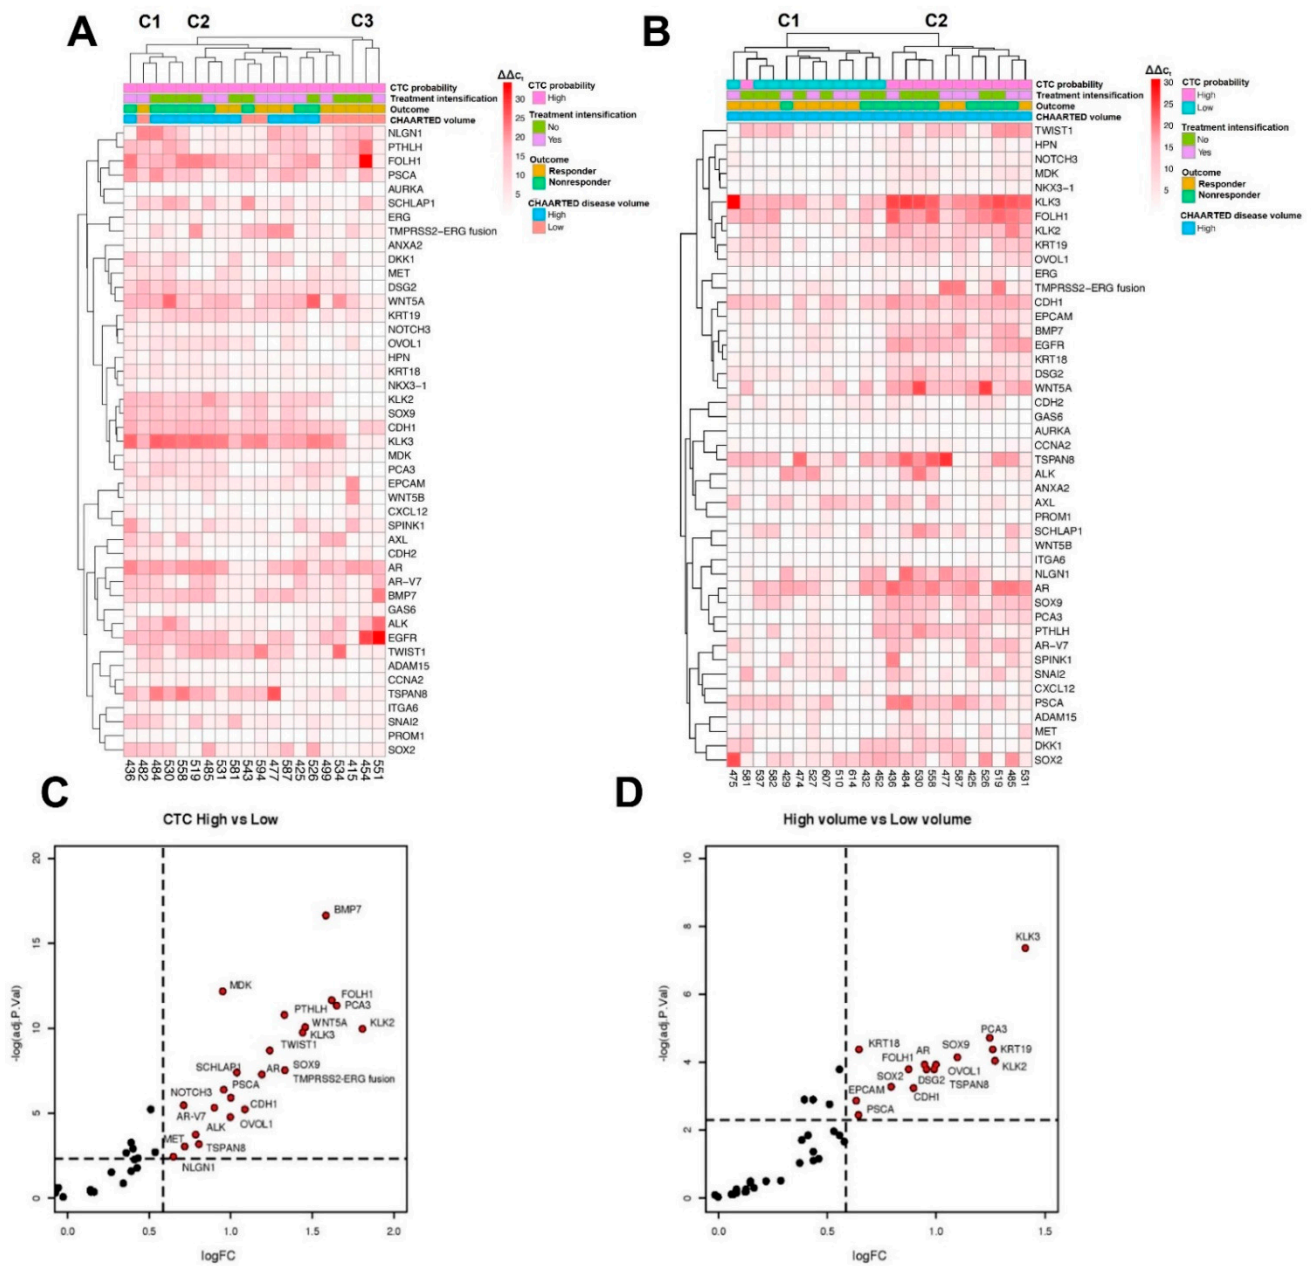 A
C1
C2
C3
ΔΔCt
30
25
20
15
10
5
CTC probability
Treatment intensification
Outcome
CHAARTED volume
CTC probability
High
Treatment intensification
No
Yes
Outcome
Responder
Nonresponder
CHAARTED disease volume
High
Low
NLGN1
PTHLH
FOLH1
PSCA
AURKA
SCHLAP1
ERG
TMPRSS2-ERG fusion
ANXA2
DKK1
MET
DSG2
WNT5A
KRT19
NOTCH3
OVOL1
HPN
KRT18
NKX3-1
KLK2
SOX9
CDH1
KLK3
MDK
PCA3
EPCAM
WNT5B
CXCL12
SPINK1
AXL
CDH2
AR
AR-V7
BMP7
GAS6
ALK
EGFR
TWIST1
ADAM15
CCNA2
TSPAN8
ITGA6
SNAI2
PROM1
SOX2
436 482 484 530 558 519 485 531 581 543 594 477 587 425 526 499 534 415 454 551
B
C1
C2
ΔΔCt
30
25
20
15
10
5
CTC probability
Treatment intensification
Outcome
CHAARTED volume
CTC probability
High
Low
Treatment intensification
No
Yes
Outcome
Responder
Nonresponder
CHAARTED disease volume
High
TWIST1
HPN
NOTCH3
MDK
NKX3-1
KLK3
FOLH1
KLK2
KRT19
OVOL1
ERG
TMPRSS2-ERG fusion
CDH1
EPCAM
BMP7
EGFR
KRT18
DSG2
WNT5A
CDH2
GAS6
AURKA
CCNA2
TSPAN8
ALK
ANXA2
AXL
PROM1
SCHLAP1
WNT5B
ITGA6
NLGN1
AR
SOX9
PCA3
PTHLH
AR-V7
SPINK1
SNAI2
CXCL12
PSCA
ADAM15
MET
DKK1
SOX2
475 581 537 582 429 474 527 607 510 614 432 452 436 484 530 558 477 587 425 526 519 485 531
C
CTC High vs Low
-log(adj.P.Val)
20
15
10
5
0
BMP7
MDK
FOLH1
PTHLH
PCA3
WNT5A
KLK2
KLK3
TWIST1
SCHLAP1
AR
SOX9
TMPRSS2-ERG fusion
NOTCH3
PSCA
CDH1
AR-V7
ALK
OVOL1
MET
TSPAN8
NLGN1
0.0 0.5 1.0 1.5 2.0
logFC
D
High volume vs Low volume
-log(adj.P.Val)
10
8
6
4
2
0
KLK3
PCA3
KRT18
AR
SOX9
KRT19
FOLH1
KLK2
OVOL1
SOX2
DSG2
TSPAN8
EPCAM
CDH1
PSCA
0.0 0.5 1.0 1.5
logFC